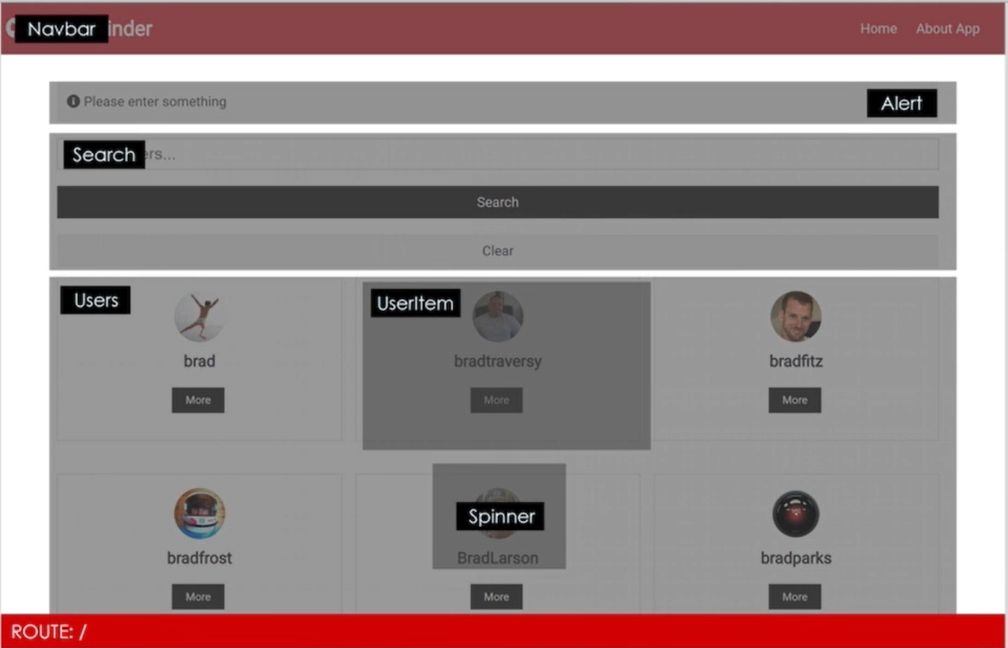 Navbar inder Home About App
Please enter something Alert
Search ers...
Search
Clear
Users UserItem
brad bradtraversy bradfitz
More More More
Spinner
bradfrost BradLarson bradparks
More More More
ROUTE: /